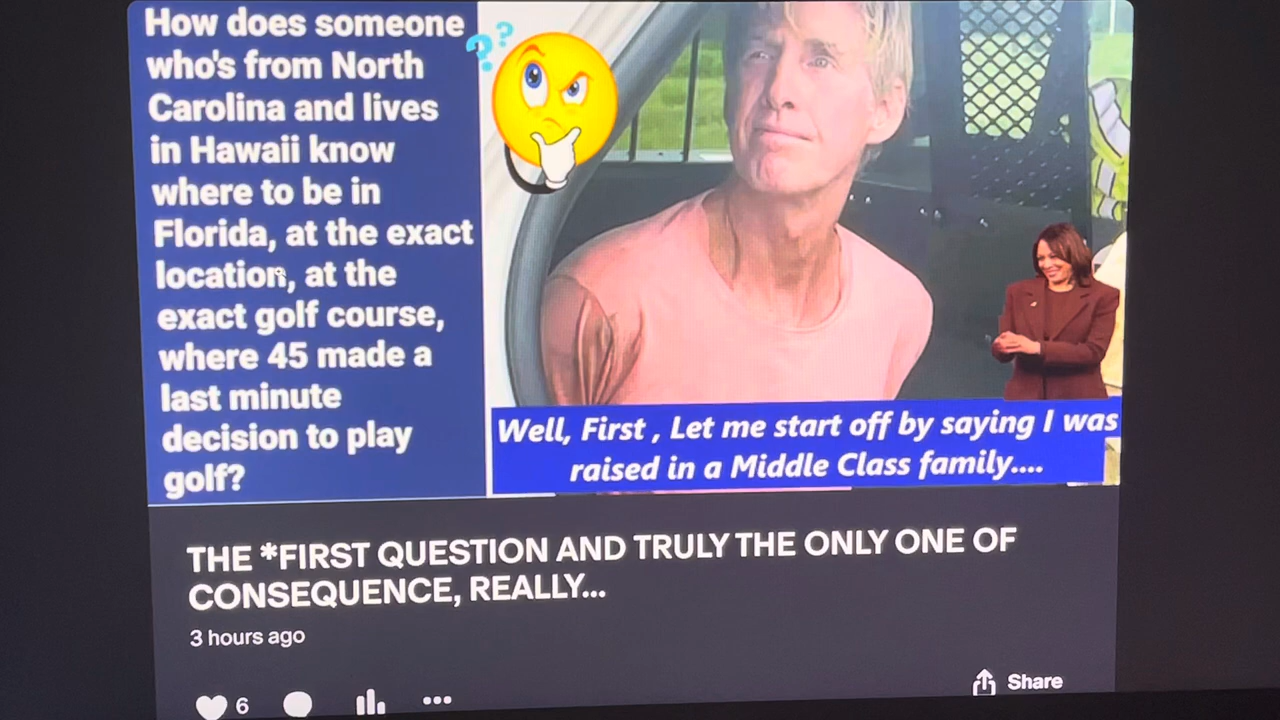 How does someone
who's from North
Carolina and lives
in Hawaii know
where to be in
Florida, at the exact
location, at the
exact golf course,
where 45 made a
last minute
decision to play
golf?
??
Well, First , Let me start off by saying I was
raised in a Middle Class family....
THE *FIRST QUESTION AND TRULY THE ONLY ONE OF
CONSEQUENCE, REALLY...
3 hours ago
6
Share